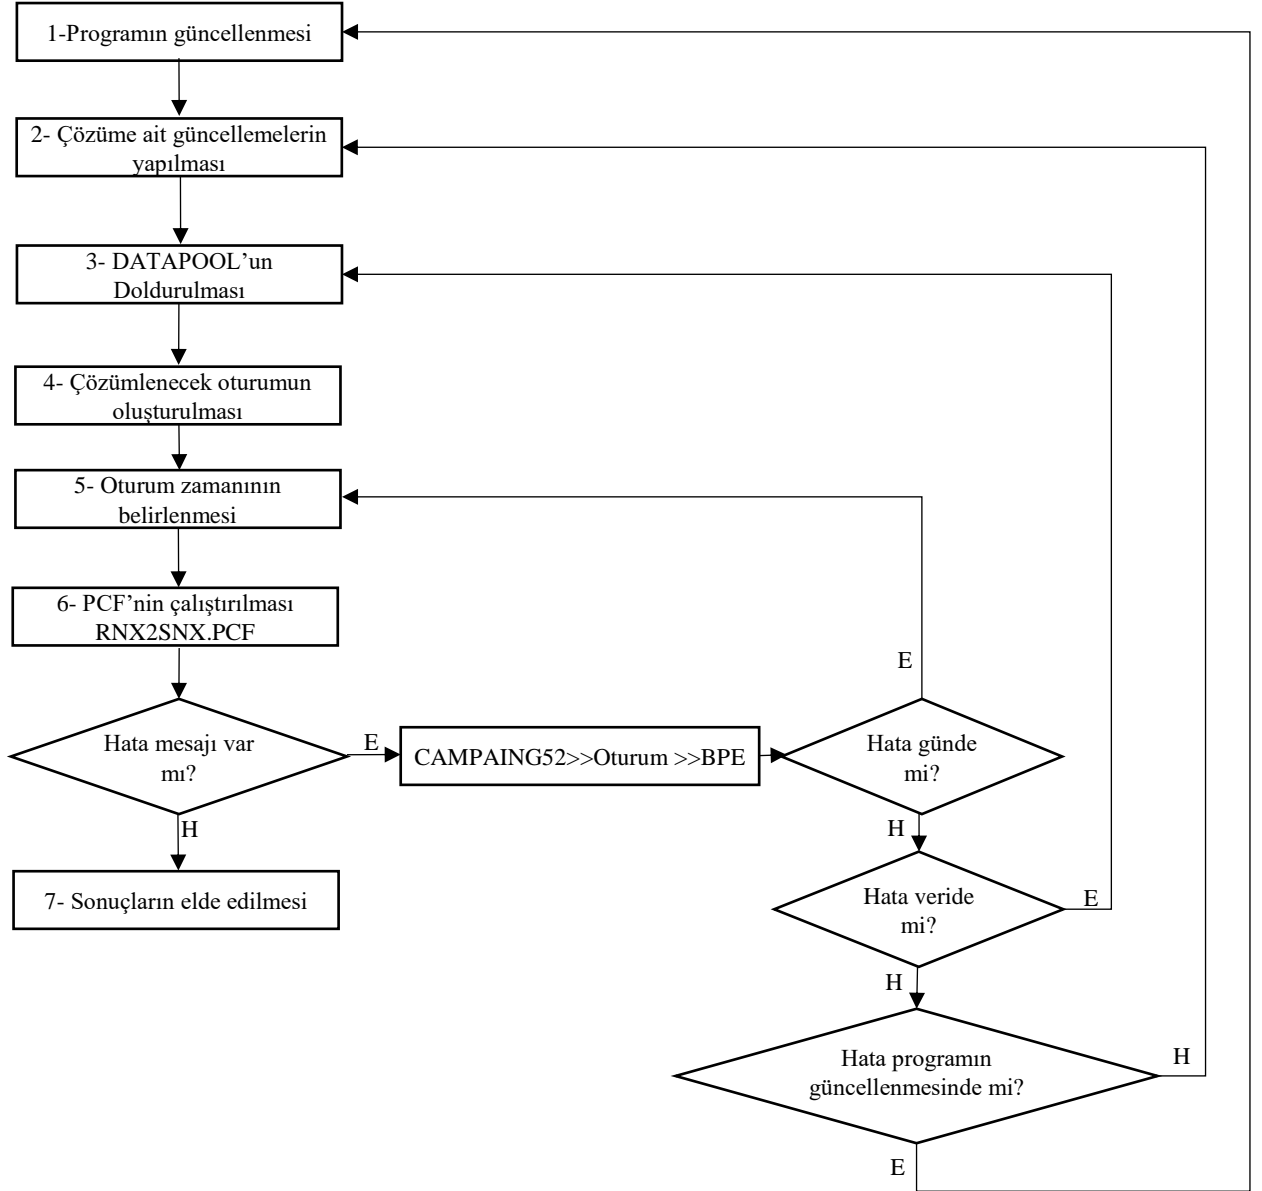 1-Programın güncellenmesi
2- Çözüme ait güncellemelerin
yapılması
3- DATAPOOL’un
Doldurulması
4- Çözümlenecek oturumun
oluşturulması
5- Oturum zamanının
belirlenmesi
6- PCF’nin çalıştırılması
RNX2SNX.PCF
E
Hata mesajı var
mı?
E
CAMPAING52>>Oturum >>BPE
Hata günde
mi?
H
H
7- Sonuçların elde edilmesi
Hata veride
mi?
E
H
Hata programın
güncellenmesinde mi?
H
E